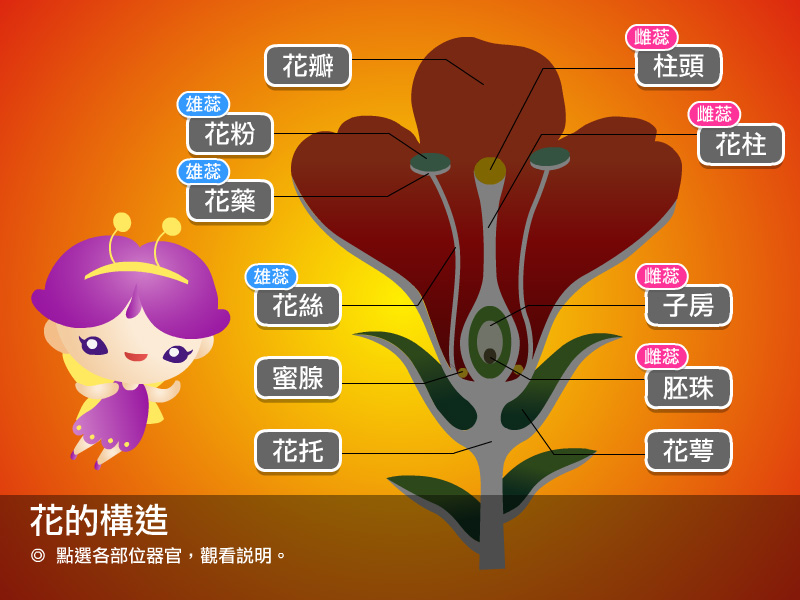 花瓣
雄蕊
花粉
雄蕊
花藥
雄蕊
花絲
蜜腺
花托
雌蕊
柱頭
雌蕊
花柱
雌蕊
子房
雌蕊
胚珠
花萼
花的構造
◎ 點選各部位器官，觀看説明。